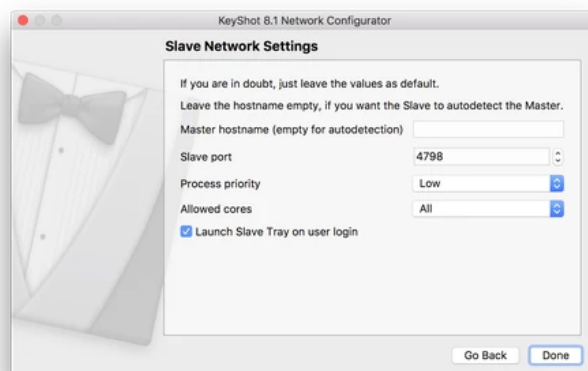 KeyShot 8.1 Network Configurator
Slave Network Settings
If you are in doubt, just leave the values as default.
Leave the hostname empty, if you want the Slave to autodetect the Master.
Master hostname (empty for autodetection)
Slave port 4798
Process priority Low
Allowed cores All
Launch Slave Tray on user login
Go Back Done